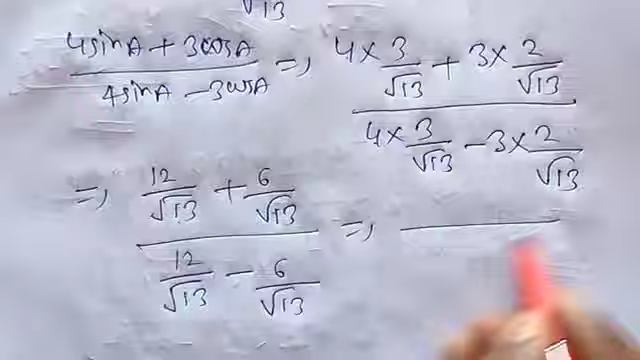 √13
(4sinA + 3cosA)/(4sinA - 3cosA) =>, (4×3/√13 + 3×2/√13)/(4×3/√13 - 3×2/√13)
=>, (12/√13 + 6/√13)/(12/√13 - 6/√13) =>,